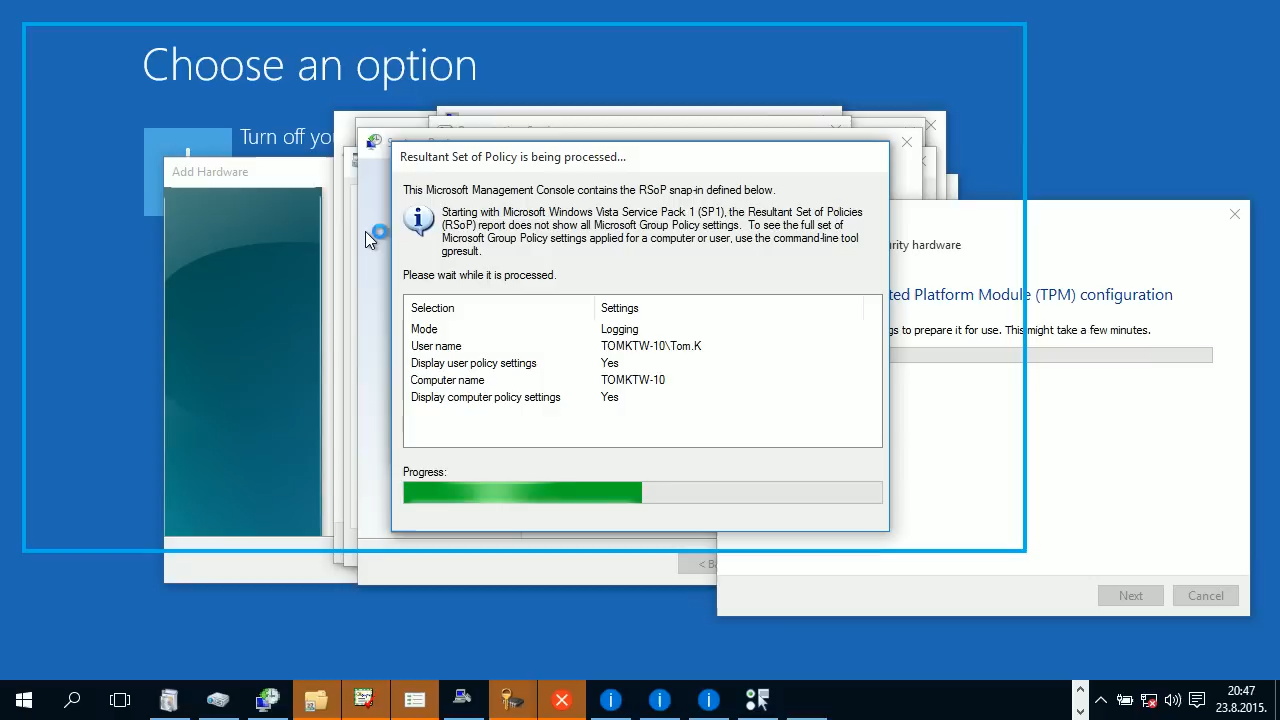 Choose an option
Turn off you
Add Hardware
Resultant Set of Policy is being processed...
This Microsoft Management Console contains the RSoP snap-in defined below.
Starting with Microsoft Windows Vista Service Pack 1 (SP1), the Resultant Set of Policies
(RSoP) report does not show all Microsoft Group Policy settings. To see the full set of
Microsoft Group Policy settings applied for a computer or user, use the command-line tool
gpresult.
Please wait while it is processed.
Selection Settings
Mode Logging
User name TOMKTW-10\Tom.K
Display user policy settings Yes
Computer name TOMKTW-10
Display computer policy settings Yes
Progress:
< Ba
rity hardware
ted Platform Module (TPM) configuration
gs to prepare it for use. This might take a few minutes.
Next Cancel
20:47
23.8.2015.